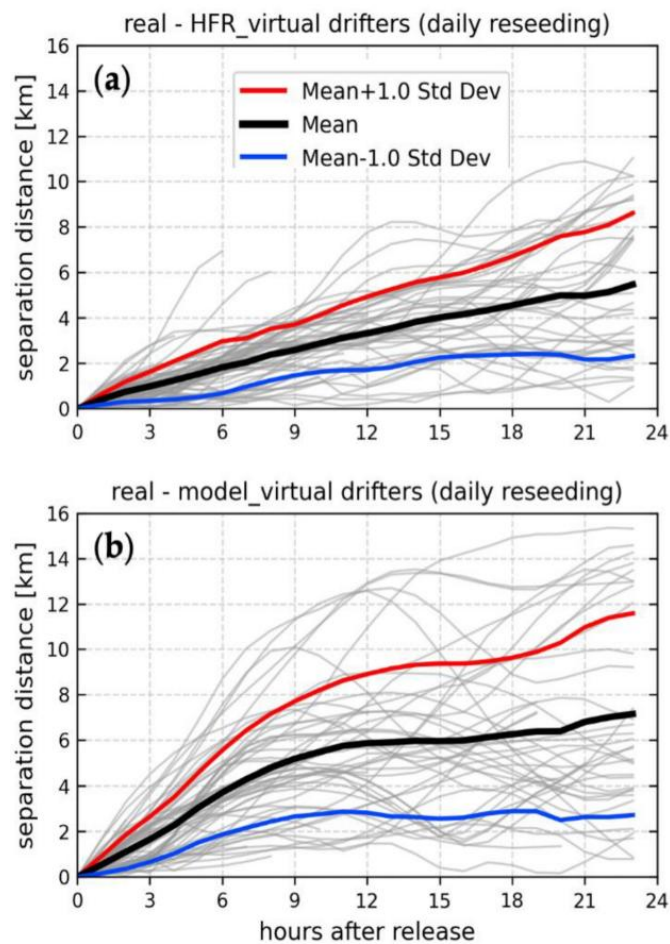 real - HFR_virtual drifters (daily reseeding)
(a)
Mean+1.0 Std Dev
Mean
Mean-1.0 Std Dev
separation distance [km]
16
14
12
10
8
6
4
2
0
0 3 6 9 12 15 18 21 24
real - model_virtual drifters (daily reseeding)
(b)
separation distance [km]
16
14
12
10
8
6
4
2
0
0 3 6 9 12 15 18 21 24
hours after release